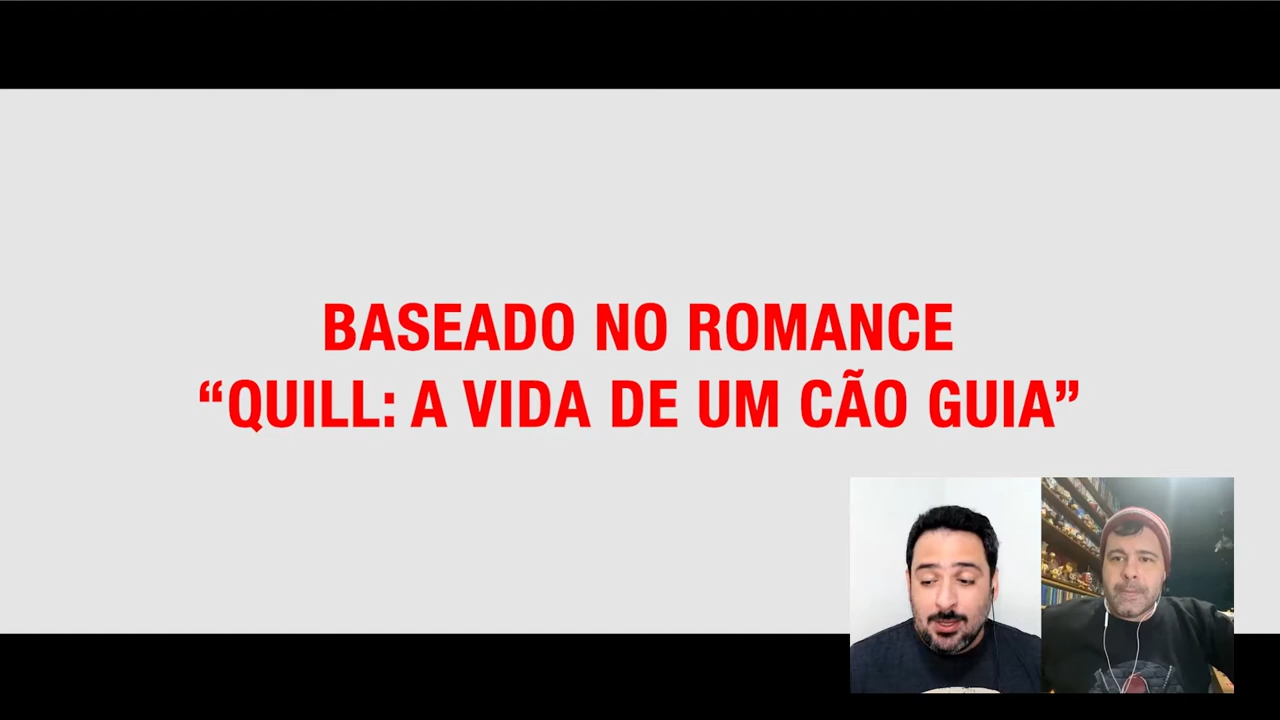 BASEADO NO ROMANCE
“QUILL: A VIDA DE UM CÃO GUIA”